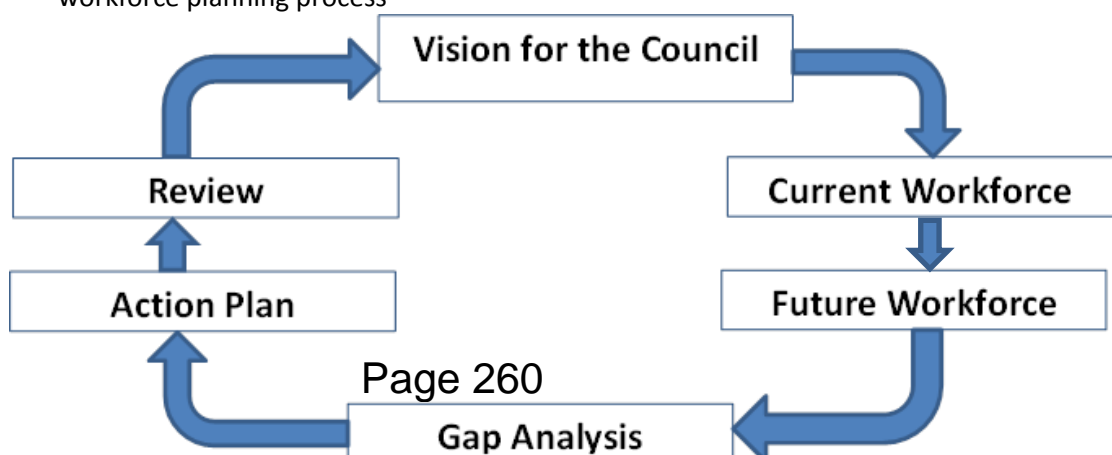 workforce planning process
Vision for the Council
Review
Current Workforce
Action Plan
Future Workforce
Page 260
Gap Analysis